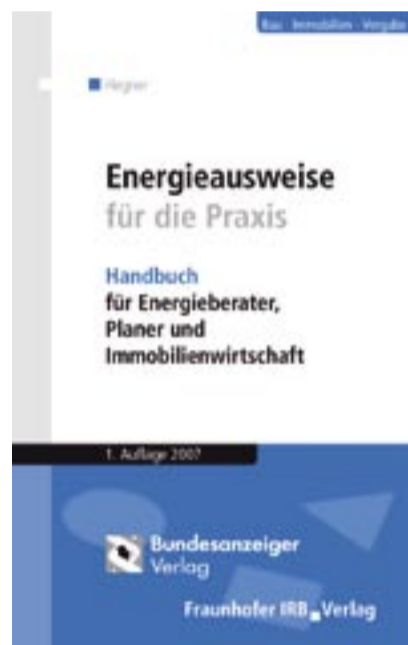 Bau · Immobilien · Vergabe
Hegner
Energieausweise
für die Praxis
Handbuch
für Energieberater,
Planer und
Immobilienwirtschaft
1. Auflage 2007
Bundesanzeiger
Verlag
Fraunhofer IRB Verlag